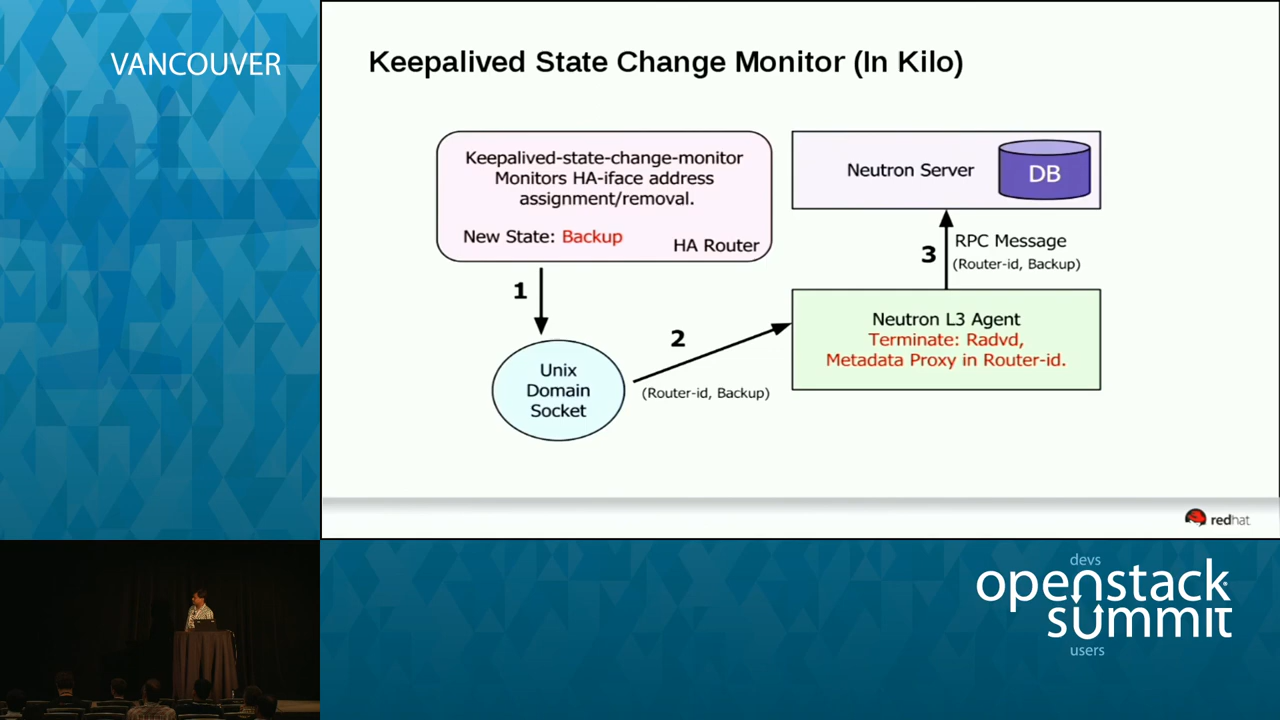 VANCOUVER
Keepalived State Change Monitor (In Kilo)
Keepalived-state-change-monitor
Monitors HA-iface address
assignment/removal.
New State: Backup
HA Router
Neutron Server
DB
1
2
(Router-id, Backup)
3
RPC Message
(Router-id, Backup)
Neutron L3 Agent
Terminate: Radvd,
Metadata Proxy in Router-id.
Unix
Domain
Socket
redhat
devs
openstack
summit
users